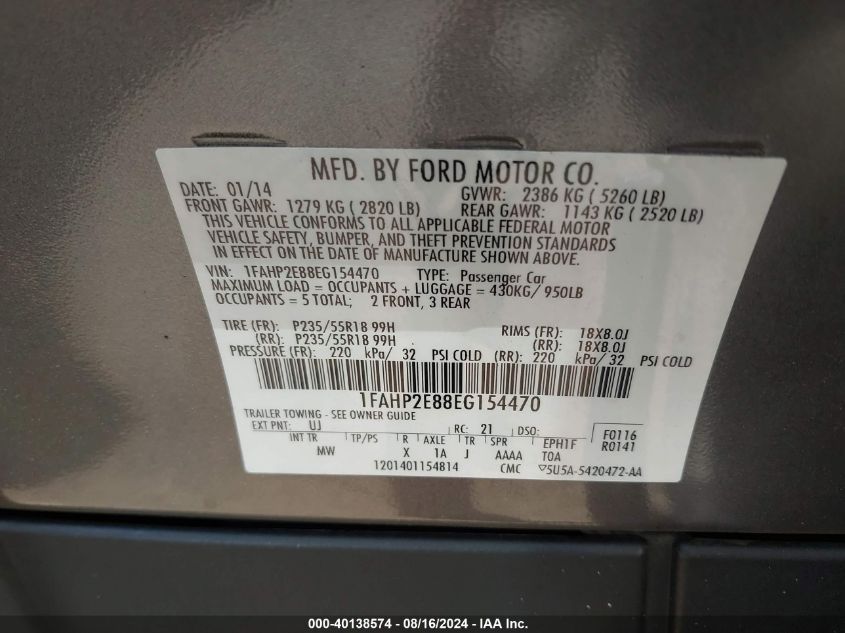 MFD. BY FORD MOTOR CO.
DATE: 01/14 GVWR: 2386 KG ( 5260 LB)
FRONT GAWR: 1279 KG ( 2820 LB) REAR GAWR: 1143 KG ( 2520 LB)
THIS VEHICLE CONFORMS TO ALL APPLICABLE FEDERAL MOTOR
VEHICLE SAFETY, BUMPER, AND THEFT PREVENTION STANDARDS
IN EFFECT ON THE DATE OF MANUFACTURE SHOWN ABOVE.
VIN: 1FAHP2E88EG154470 TYPE: Passenger Car
MAXIMUM LOAD = OCCUPANTS + LUGGAGE = 430KG/ 950LB
OCCUPANTS = 5 TOTAL; 2 FRONT, 3 REAR
TIRE (FR): P235/55R18 99H RIMS (FR): 18X8.0J
(RR): P235/55R18 99H (RR): 18X8.0J
PRESSURE (FR): 220 kPa/ 32 PSI COLD (RR): 220 kPa/ 32 PSI COLD
1FAHP2E88EG154470
TRAILER TOWING - SEE OWNER GUIDE
EXT PNT: UJ RC: 21 DSO: F0116
INT TR TP/PS R AXLE TR SPR EPH1F R0141
MW X 1A J AAAA TOA
1201401154814 CMC ▽5U5A-5420472-AA
000-40138574 - 08/16/2024 - IAA Inc.